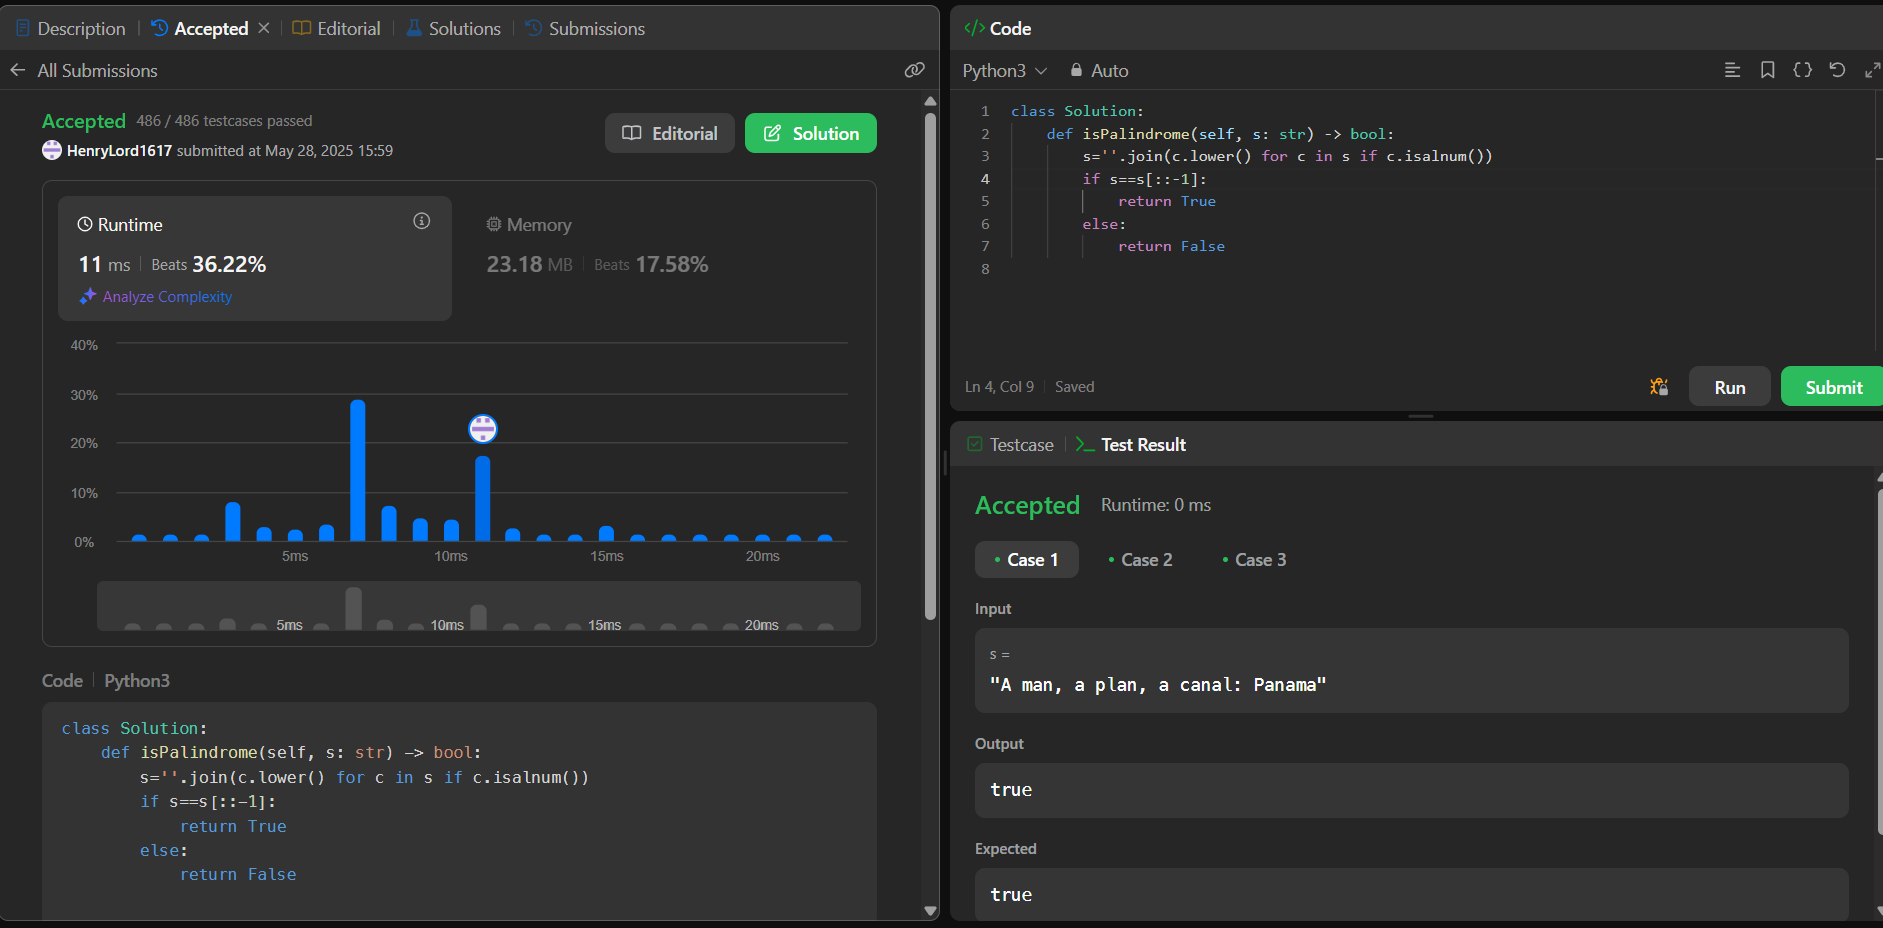 Description | Accepted × | Editorial | Solutions | Submissions
All Submissions
Accepted 486 / 486 testcases passed
HenryLord1617 submitted at May 28, 2025 15:59
Editorial
Solution
Runtime
11 ms | Beats 36.22%
Analyze Complexity
Memory
23.18 MB | Beats 17.58%
40%
30%
20%
10%
0%
5ms 10ms 15ms 20ms
5ms 10ms 15ms 20ms
Code | Python3
class Solution:
    def isPalindrome(self, s: str) -> bool:
        s=''.join(c.lower() for c in s if c.isalnum())
        if s==s[::-1]:
            return True
        else:
            return False
</> Code
Python3 Auto
1 class Solution:
2     def isPalindrome(self, s: str) -> bool:
3         s=''.join(c.lower() for c in s if c.isalnum())
4         if s==s[::-1]:
5             return True
6         else:
7             return False
8
Ln 4, Col 9 | Saved
Run
Submit
Testcase | >_ Test Result
Accepted Runtime: 0 ms
• Case 1 • Case 2 • Case 3
Input
s =
"A man, a plan, a canal: Panama"
Output
true
Expected
true